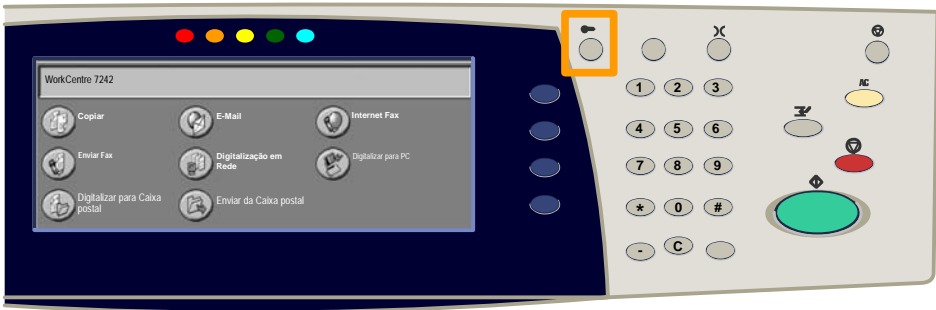 WorkCentre 7242
Copiar
E-Mail
Internet Fax
Enviar Fax
Digitalização em
Rede
Digitalizar para PC
Digitalizar para Caixa
postal
Enviar da Caixa postal
AC
1 2 3
4 5 6
7 8 9
* 0 #
- C